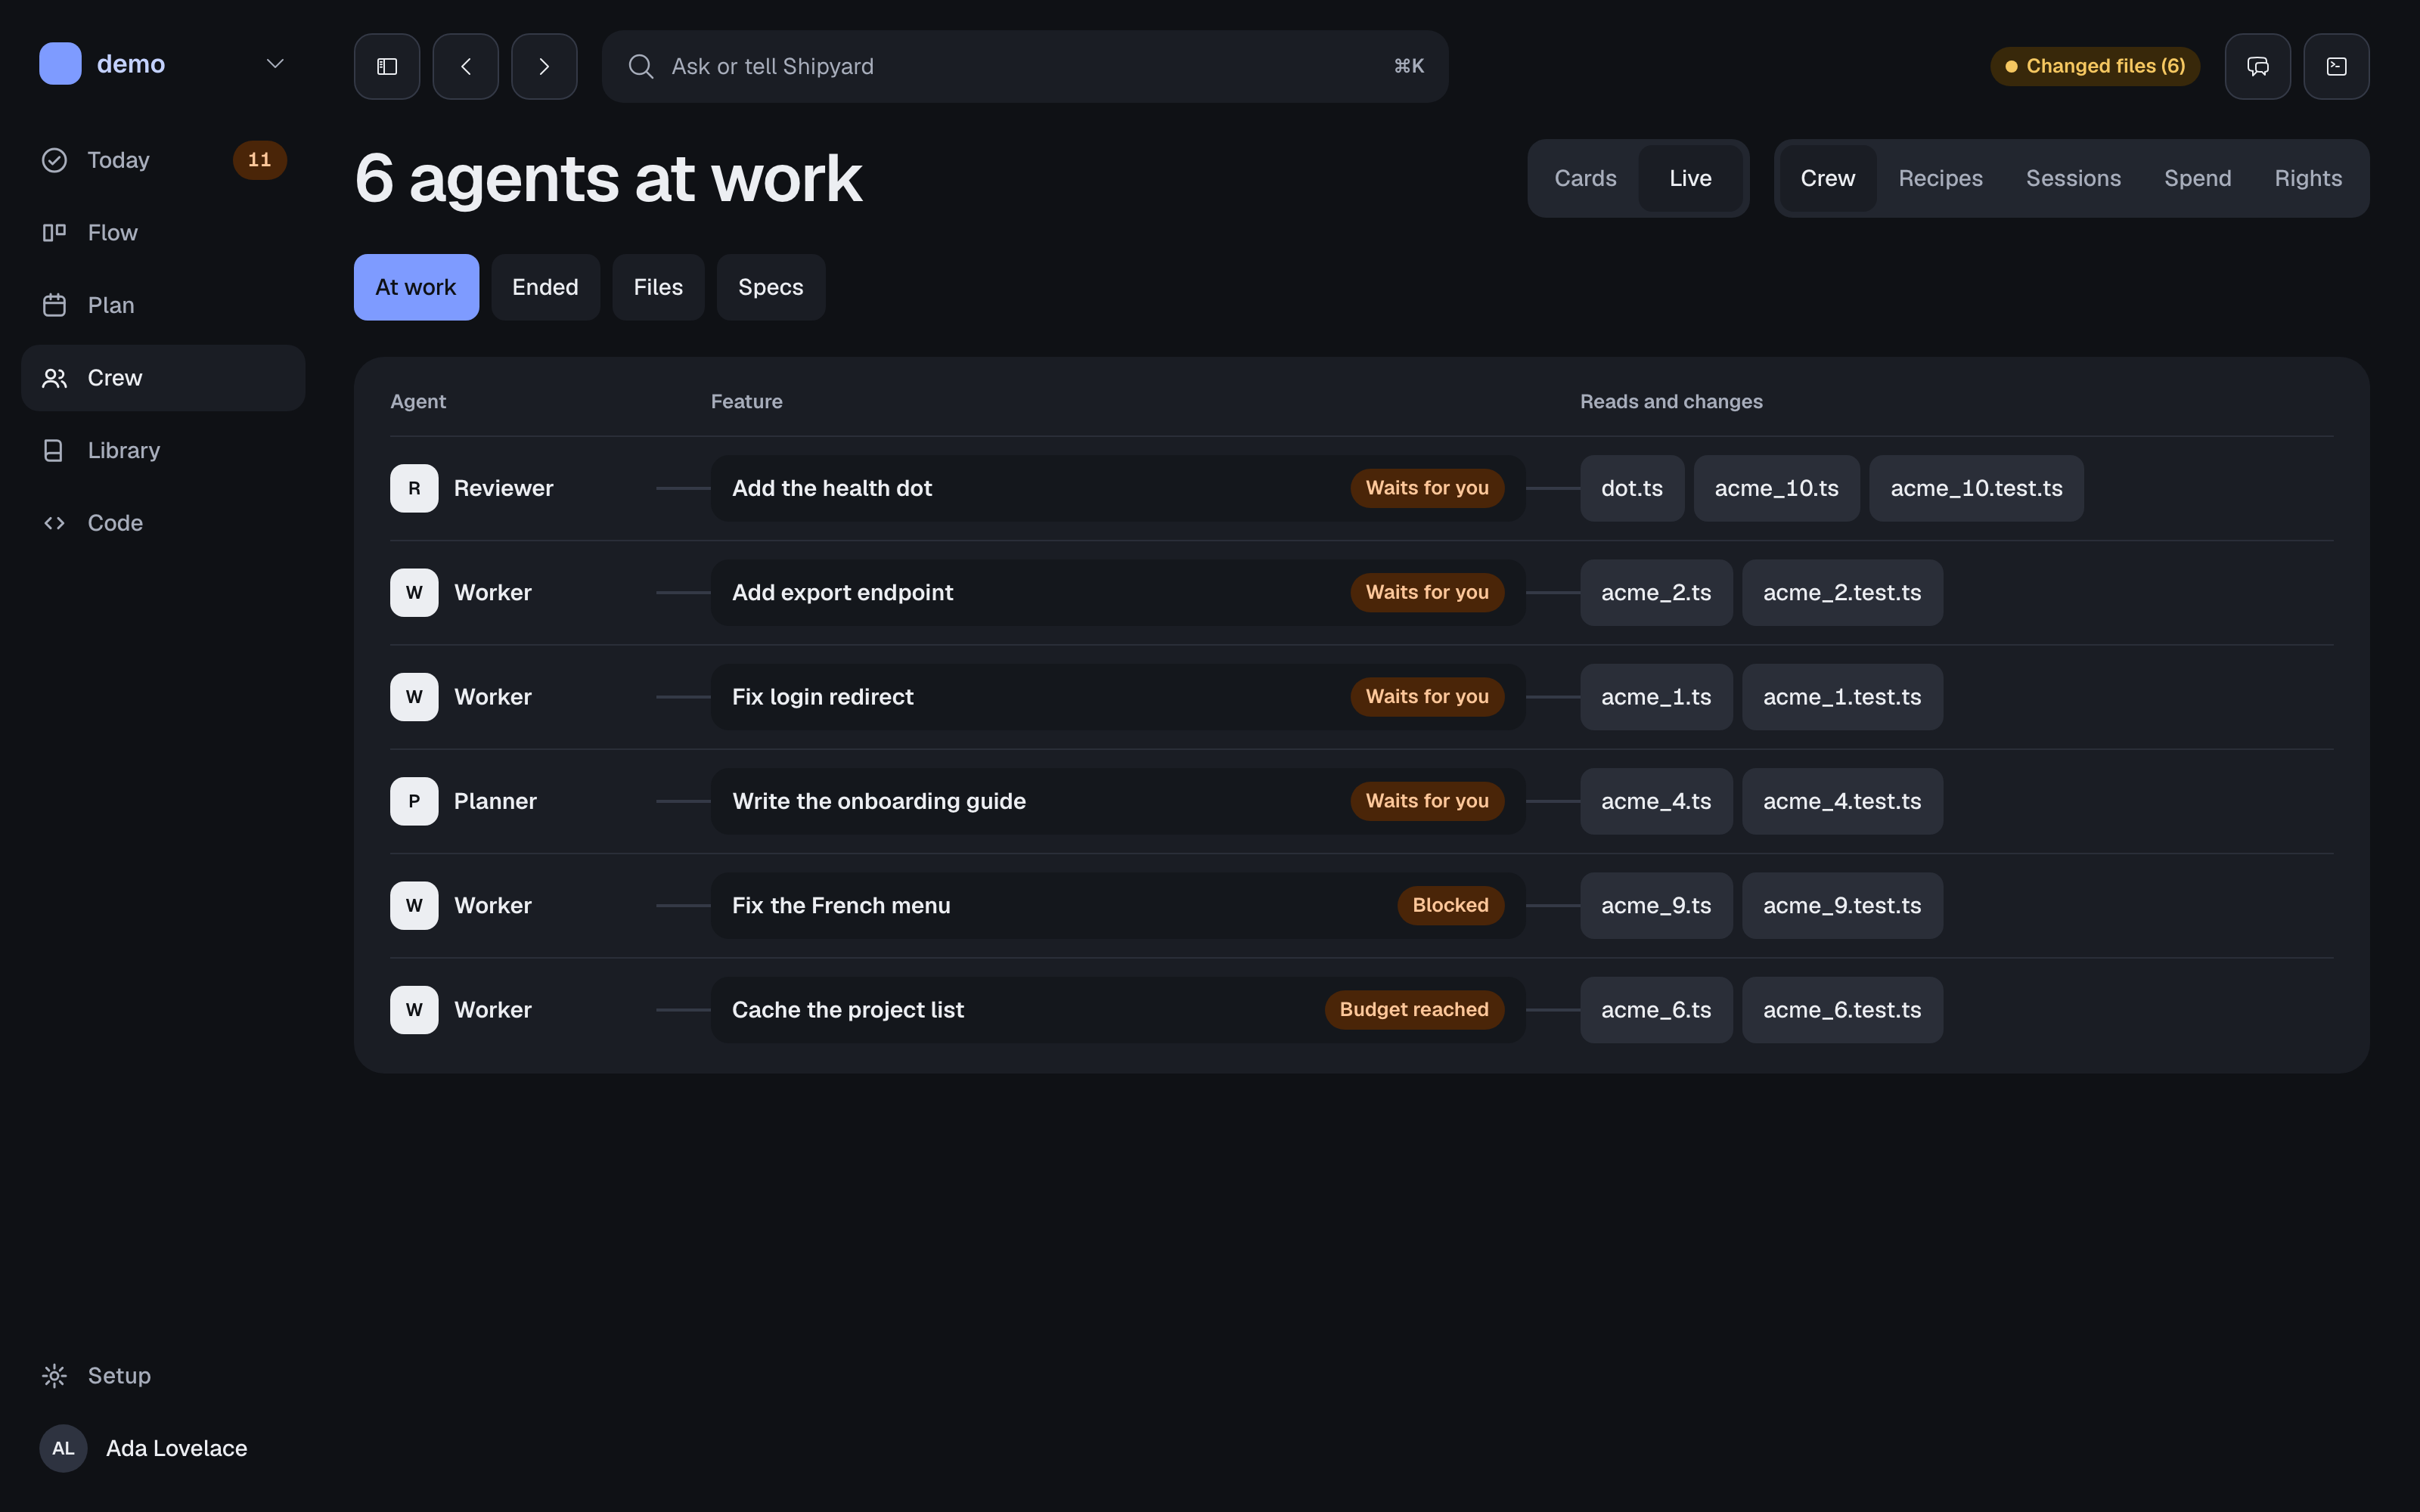 demo
Ask or tell Shipyard
⌘K
Changed files (6)
Today
11
Flow
Plan
Crew
Library
Code
Setup
AL
Ada Lovelace
6 agents at work
Cards
Live
Crew
Recipes
Sessions
Spend
Rights
At work
Ended
Files
Specs
Agent
Feature
Reads and changes
R
Reviewer
Add the health dot
Waits for you
dot.ts
acme_10.ts
acme_10.test.ts
W
Worker
Add export endpoint
Waits for you
acme_2.ts
acme_2.test.ts
W
Worker
Fix login redirect
Waits for you
acme_1.ts
acme_1.test.ts
P
Planner
Write the onboarding guide
Waits for you
acme_4.ts
acme_4.test.ts
W
Worker
Fix the French menu
Blocked
acme_9.ts
acme_9.test.ts
W
Worker
Cache the project list
Budget reached
acme_6.ts
acme_6.test.ts